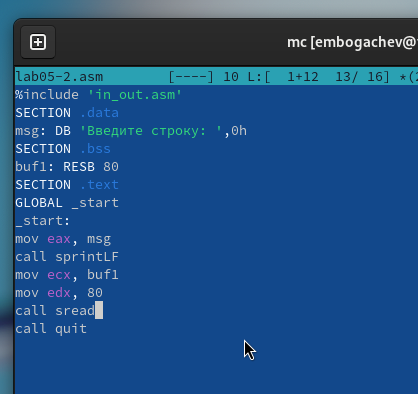 mc [embogachev@
lab05-2.asm [----] 10 L:[ 1+12 13/ 16] *(
%include 'in_out.asm'
SECTION .data
msg: DB 'Введите строку: ',0h
SECTION .bss
buf1: RESB 80
SECTION .text
GLOBAL _start
_start:
mov eax, msg
call sprintLF
mov ecx, buf1
mov edx, 80
call sread
call quit